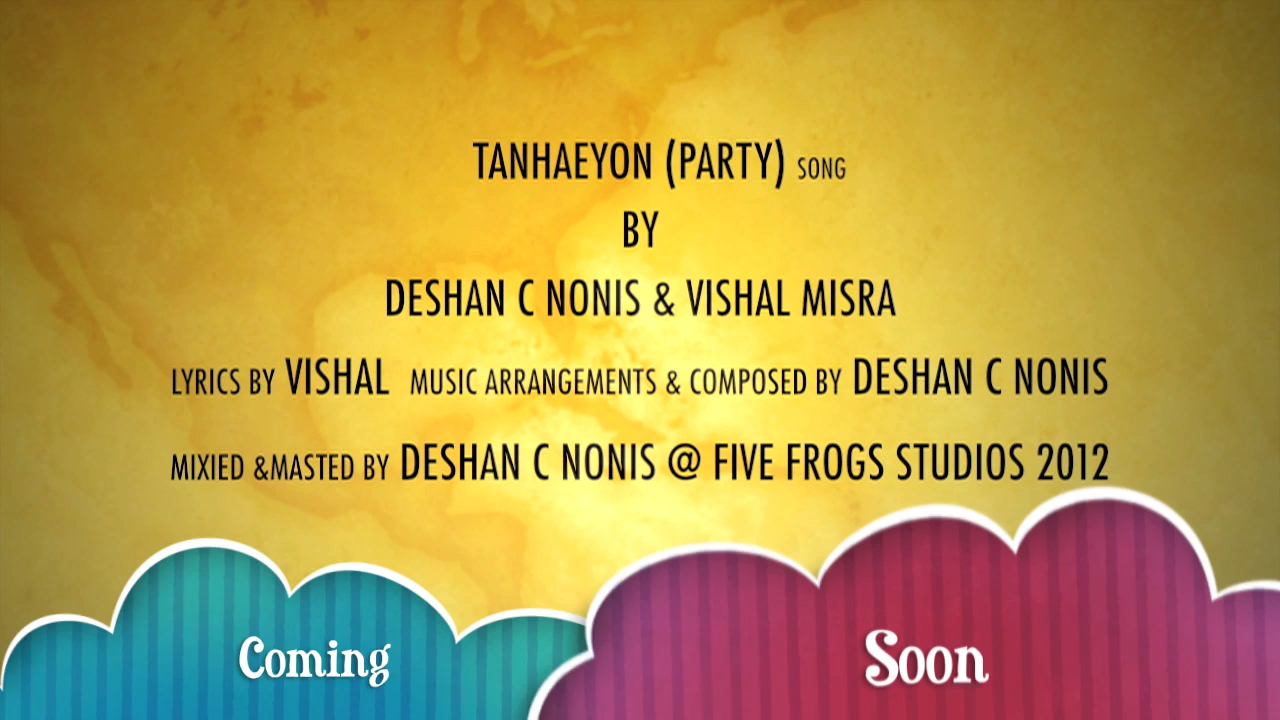 TANHAEYON (PARTY) SONG
BY
DESHAN C NONIS & VISHAL MISRA
LYRICS BY VISHAL MUSIC ARRANGEMENTS & COMPOSED BY DESHAN C NONIS
MIXIED &MASTED BY DESHAN C NONIS @ FIVE FROGS STUDIOS 2012
Coming Soon